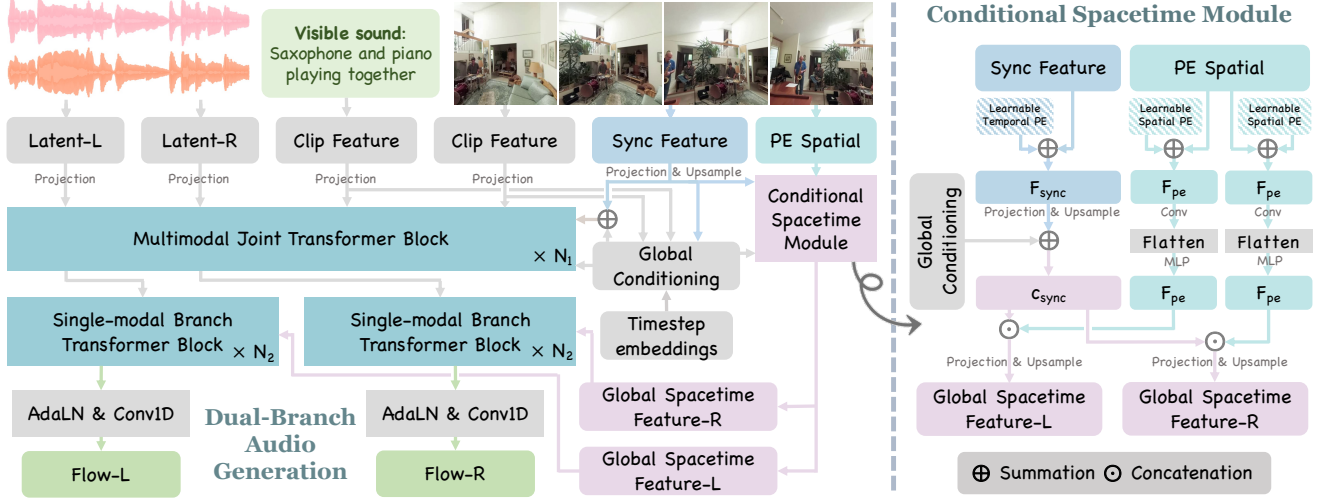 Visible sound:
Saxophone and piano
playing together
Latent-L
Latent-R
Clip Feature
Clip Feature
Sync Feature
PE Spatial
Projection
Projection
Projection
Projection
Projection & Upsample
Multimodal Joint Transformer Block
× N1
Global
Conditioning
Conditional
Spacetime
Module
Single-modal Branch
Transformer Block
× N2
Single-modal Branch
Transformer Block
× N2
Timestep
embeddings
AdaLN & Conv1D
AdaLN & Conv1D
Dual-Branch
Audio
Generation
Global Spacetime
Feature-R
Flow-L
Flow-R
Global Spacetime
Feature-L
Conditional Spacetime Module
Sync Feature
PE Spatial
Learnable
Temporal PE
Learnable
Spatial PE
Learnable
Spatial PE
Fsync
Fpe
Fpe
Projection & Upsample
Conv
Conv
Global
Conditioning
Flatten
Flatten
MLP
MLP
csync
Fpe
Fpe
Projection & Upsample
Projection & Upsample
Global Spacetime
Feature-L
Global Spacetime
Feature-R
⊕ Summation ⊙ Concatenation